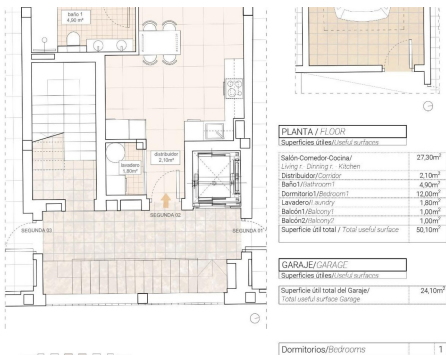 baño 1
4,90 m²
distribuidor
2,10m²
lavadero
1,80m²
SEGUNDA 02
SEGUNDA 03
SEGUNDA 01
PLANTA / FLOOR
Superficies útiles/Useful surfaces
Salón-Comedor-Cocina/ 27,30m²
Living r. Dinning r. Kitchen
Distribuidor/Corridor 2,10m²
Baño1/Bathroom1 4,90m²
Dormitorio1/Bedroom1 12,00m²
Lavadero/Laundry 1,80m²
Balcón1/Balcony1 1,00m²
Balcón2/Balcony2 1,00m²
Superficie útil total / Total useful surface 50,10m²
GARAJE/GARAGE
Superficies útiles/Useful surfaces
Superficie útil total del Garaje/ 24,10m²
Total useful surface Garage
Dormitorios/Bedrooms 1